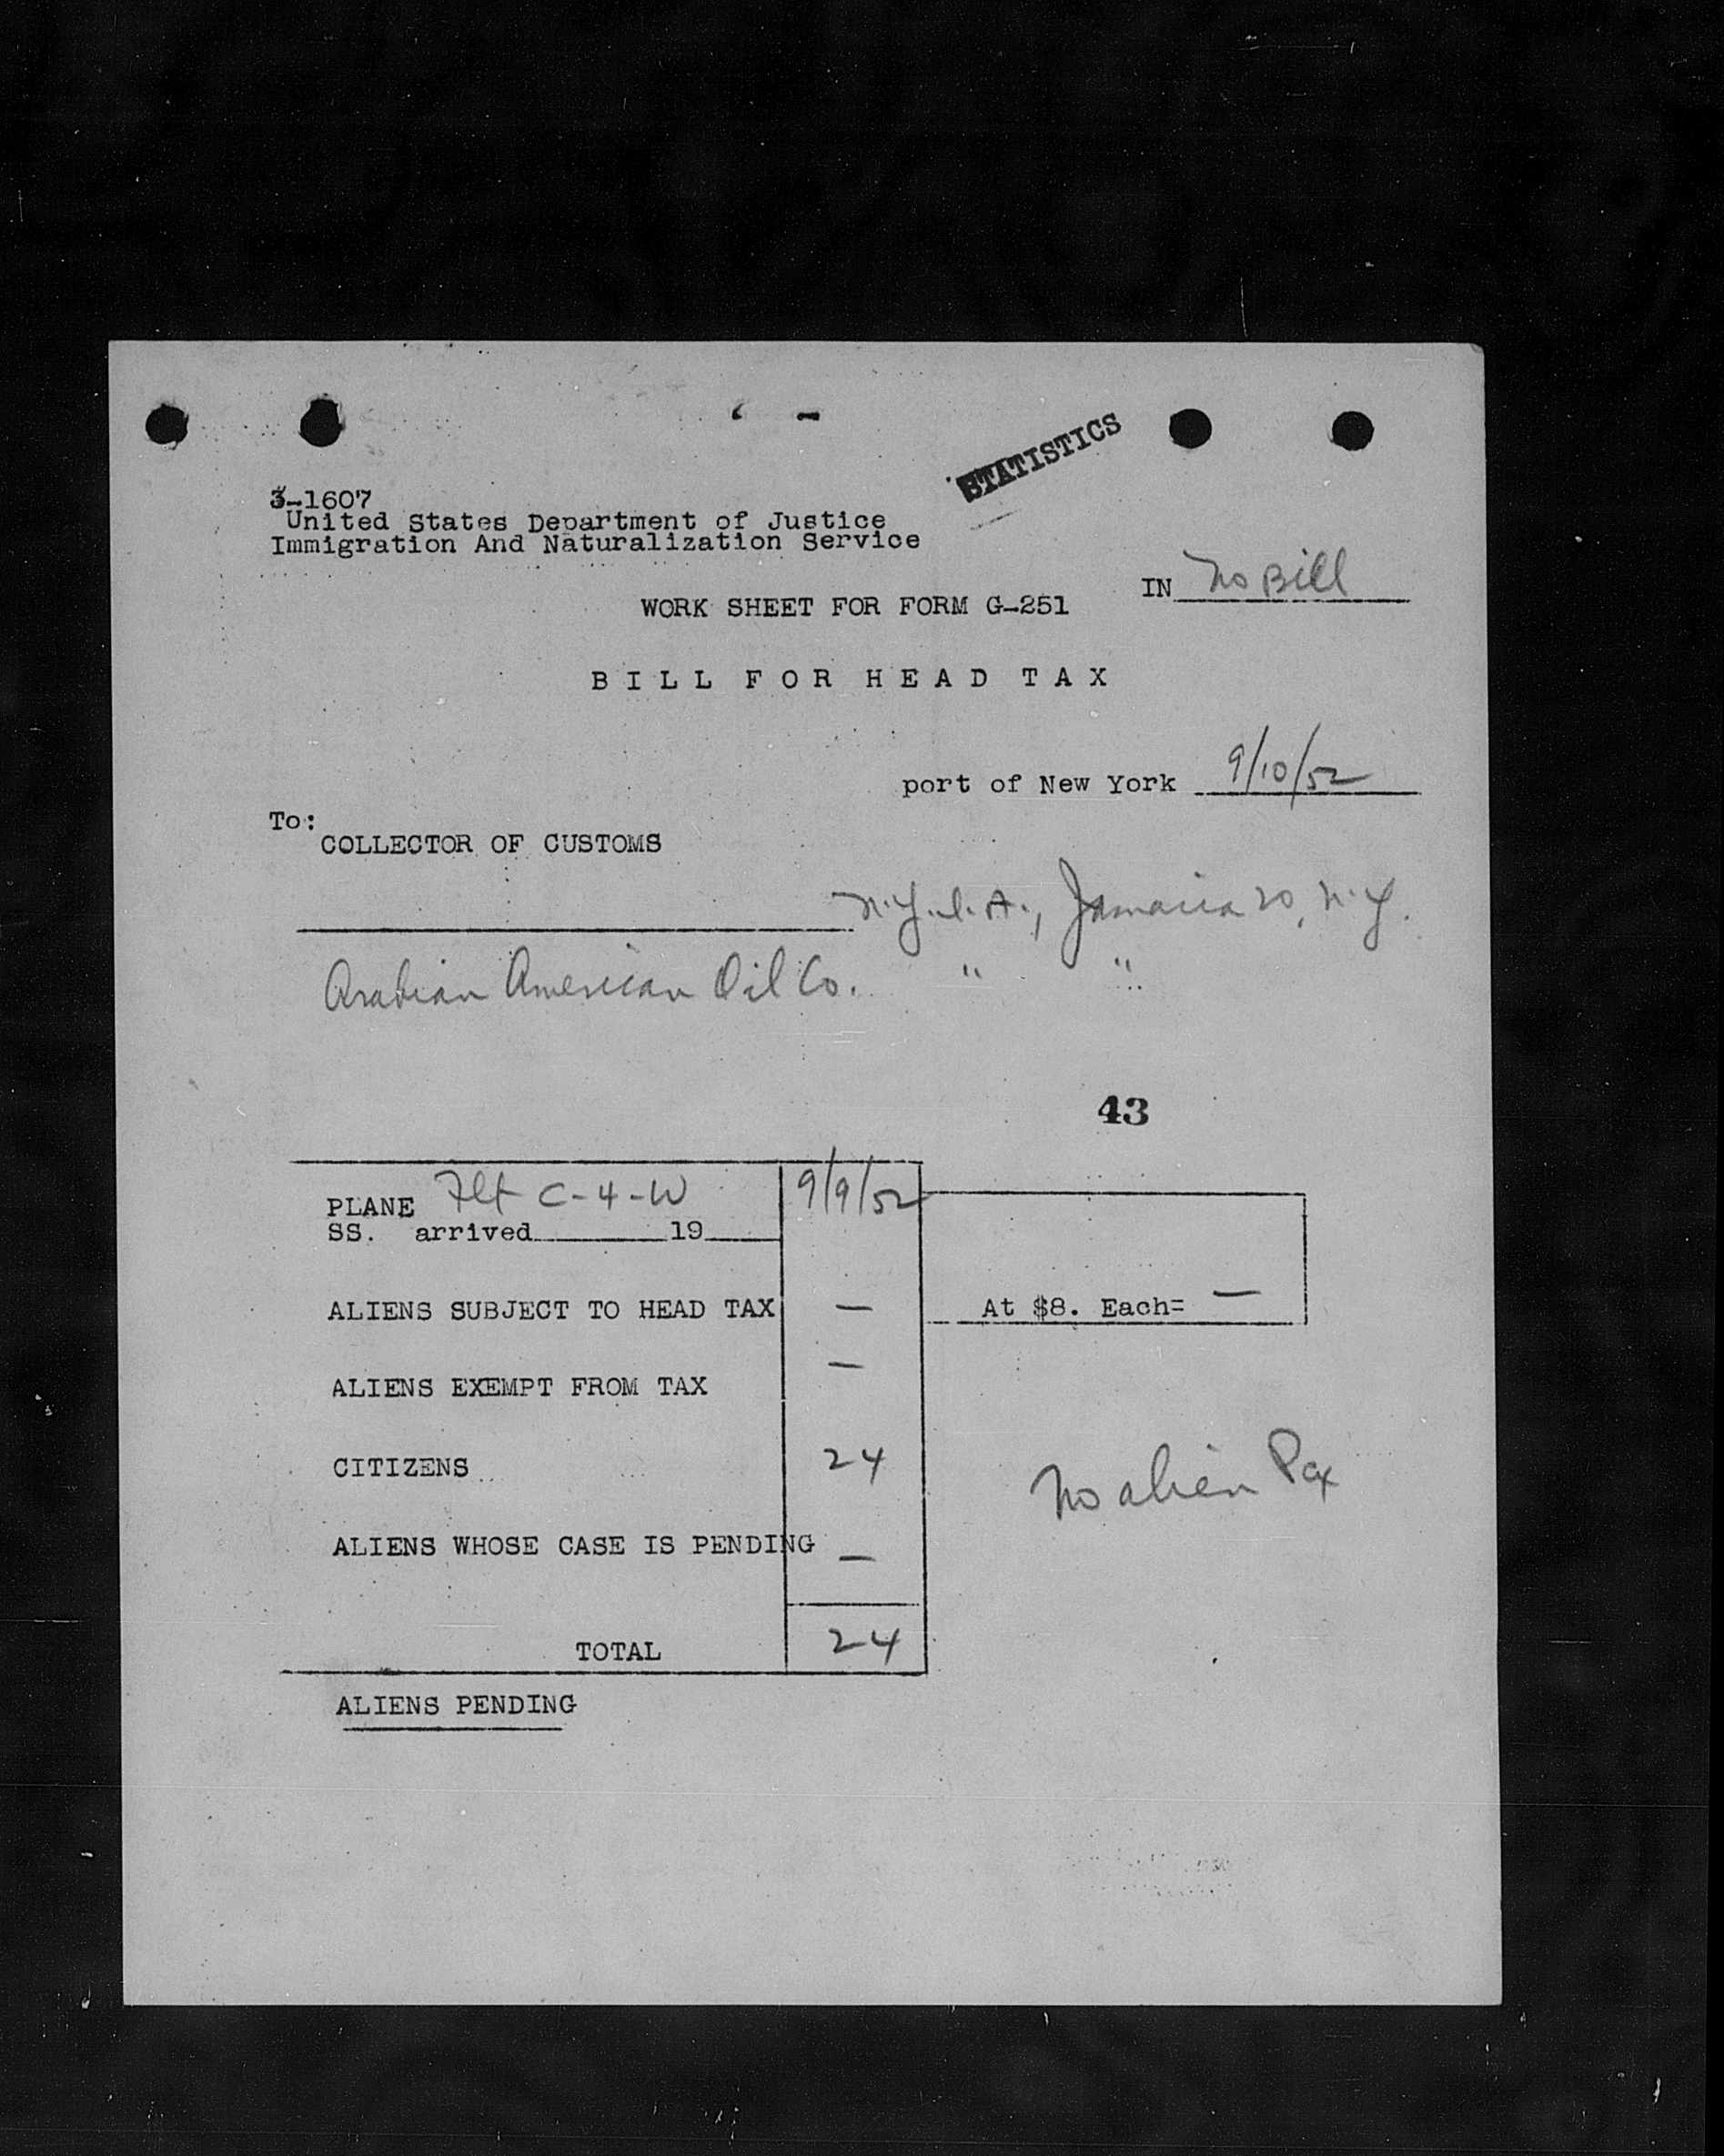 STATISTICS
3-1607
United States Department of Justice
Immigration And Naturalization Service
IN No Bill
WORK SHEET FOR FORM G-251
BILL FOR HEAD TAX
port of New York 9/10/52
To:
COLLECTOR OF CUSTOMS
N.Y.I.A., Jamaica 20, N.Y.
Arabian American Oil Co. " "
43
PLANE Flt C-4-W 9/9/52
SS. arrived 19
ALIENS SUBJECT TO HEAD TAX — At $8. Each= —
ALIENS EXEMPT FROM TAX —
CITIZENS 24
No alien Pax
ALIENS WHOSE CASE IS PENDING —
TOTAL 24
ALIENS PENDING